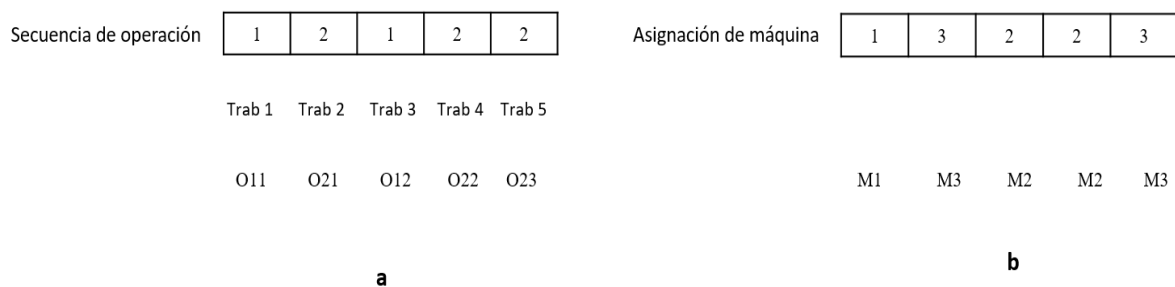 Secuencia de operación 1 2 1 2 2
Asignación de máquina 1 3 2 2 3
Trab 1 Trab 2 Trab 3 Trab 4 Trab 5
O11 O21 O12 O22 O23
M1 M3 M2 M2 M3
a
b